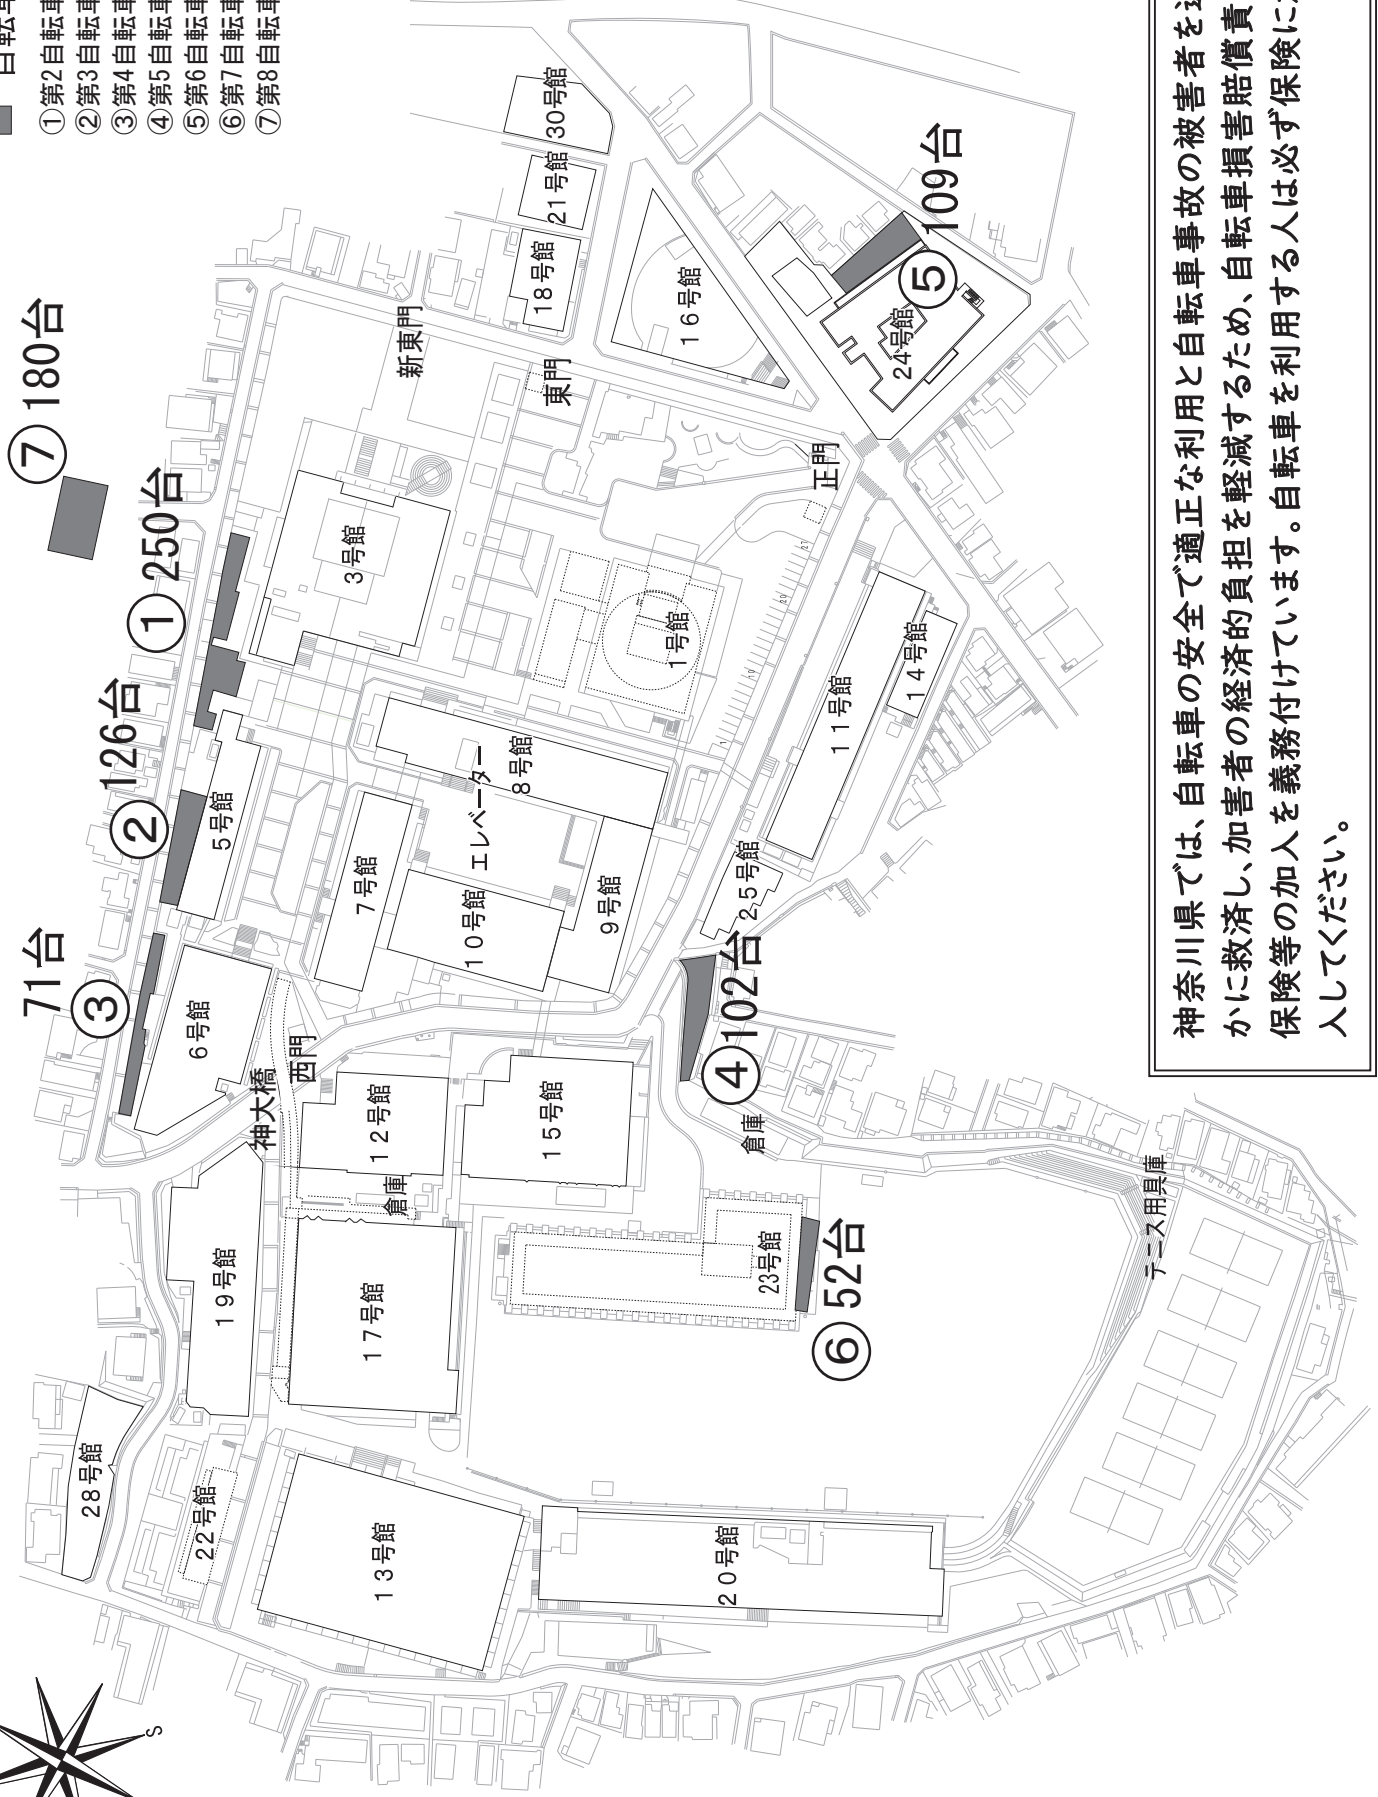 自転車
①第2自転車
②第3自転車
③第4自転車
④第5自転車
⑤第6自転車
⑥第7自転車
⑦第8自転車
71台
③
②
126台
①
250台
⑦
180台
28号館
22号館
19号館
神大橋
西門
6号館
5号館
3号館
新東門
13号館
17号館
倉庫
12号館
7号館
10号館
エレベーター
8号館
9号館
15号館
東門
18号館
21号館
30号館
16号館
1号館
正門
20号館
23号館
⑥
52台
倉庫
④
102台
25号館
11号館
14号館
24号館
⑤
109台
テニス用具庫
S
1
10
20
27
神奈川県では、自転車の安全で適正な利用と自転車事故の被害者を
かに救済し、加害者の経済的負担を軽減するため、自転車損害賠償責
保険等の加入を義務付けています。自転車を利用する人は必ず保険に
入してください。